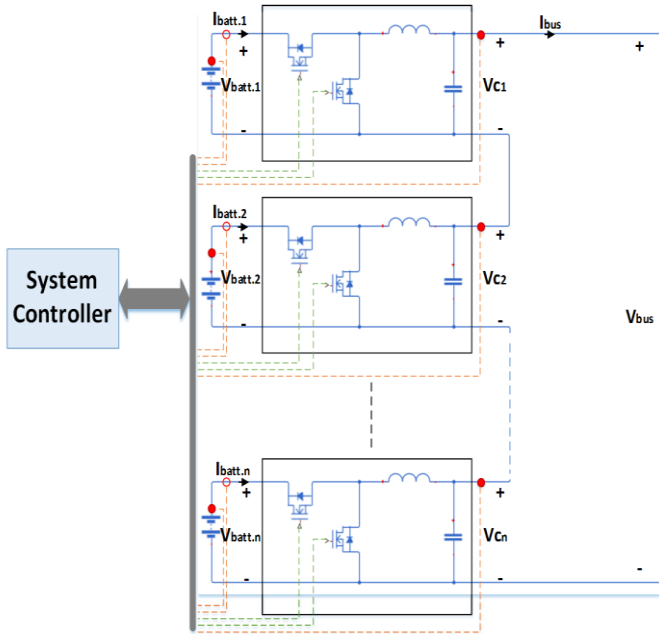 Ibatt.1
Ibus
+
+
+
Vbatt.1
Vc1
-
-
Ibatt.2
+
+
System
Controller
Vbatt.2
Vc2
Vbus
-
-
Ibatt.n
+
+
Vbatt.n
Vcn
-
-
-